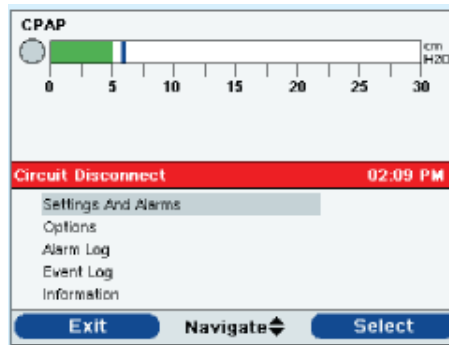 CPAP
cm
H2O
0 5 10 15 20 25 30
Circuit Disconnect 02:09 PM
Settings And Alarms
Options
Alarm Log
Event Log
Information
Exit Navigate Select